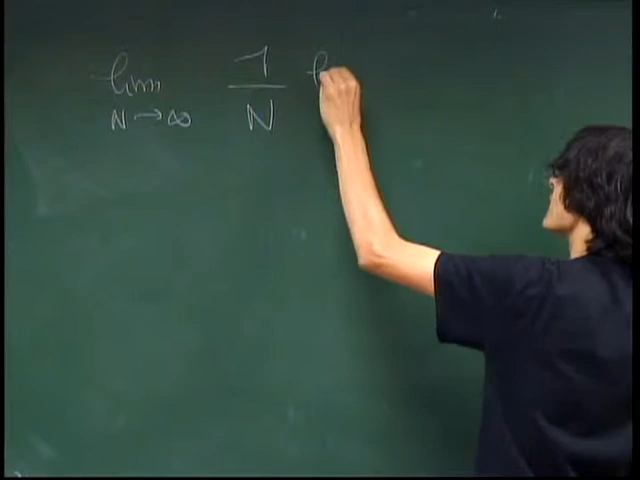 lim 1/N
N → ∞